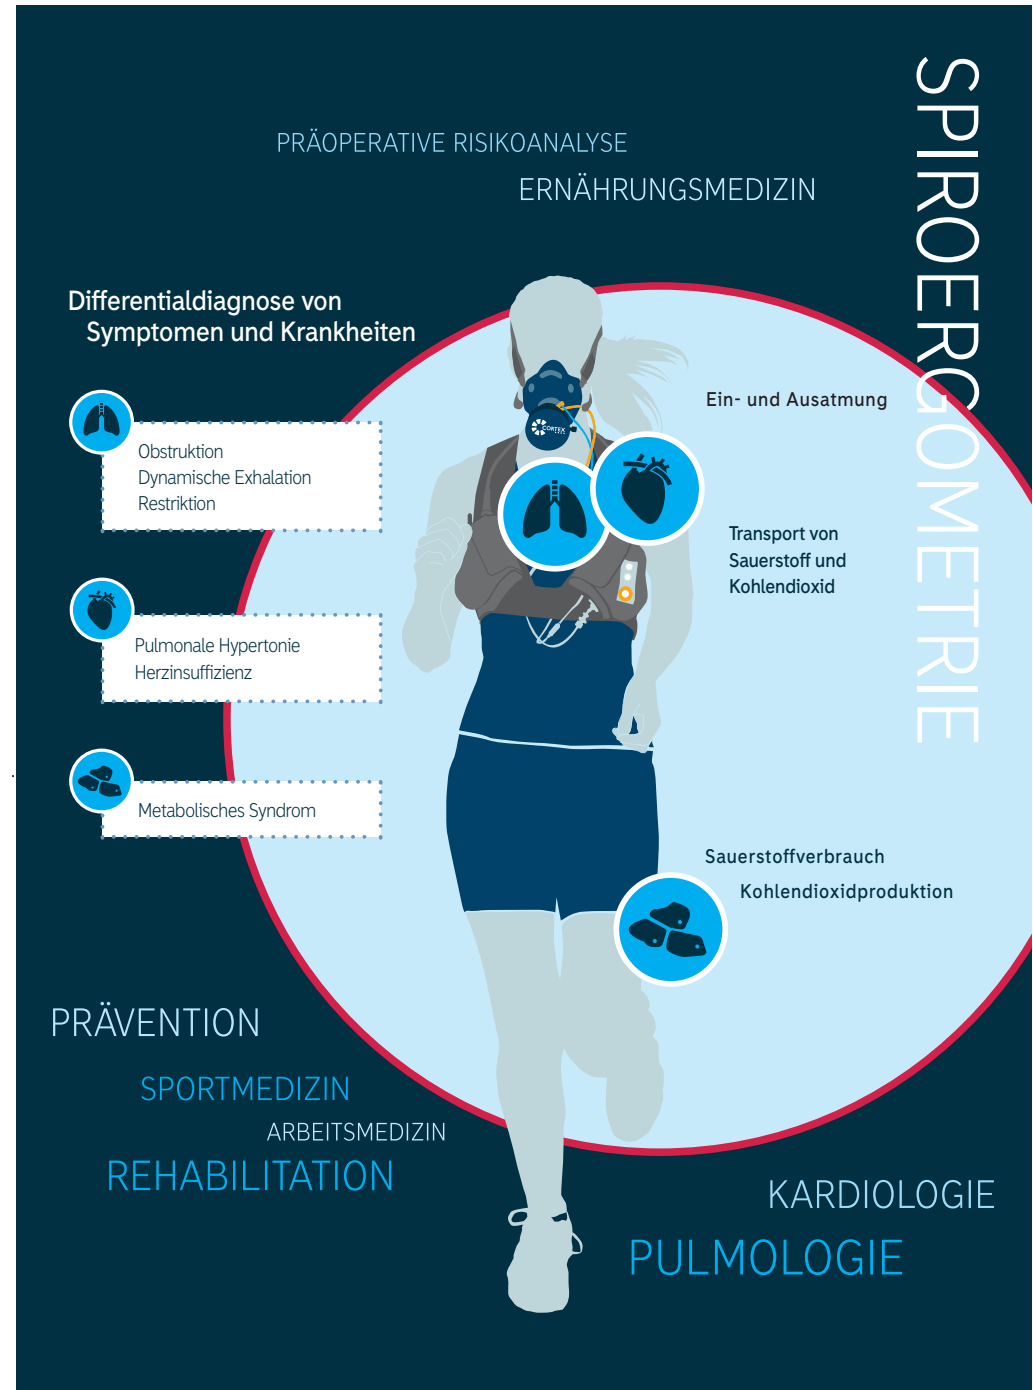 SPIROERGOMETRIE
PRÄOPERATIVE RISIKOANALYSE
ERNÄHRUNGSMEDIZIN
Differentialdiagnose von
Symptomen und Krankheiten
Obstruktion
Dynamische Exhalation
Restriktion
Pulmonale Hypertonie
Herzinsuffizienz
Metabolisches Syndrom
CORTEX
Ein- und Ausatmung
Transport von
Sauerstoff und
Kohlendioxid
Sauerstoffverbrauch
Kohlendioxidproduktion
PRÄVENTION
SPORTMEDIZIN
ARBEITSMEDIZIN
REHABILITATION
KARDIOLOGIE
PULMOLOGIE